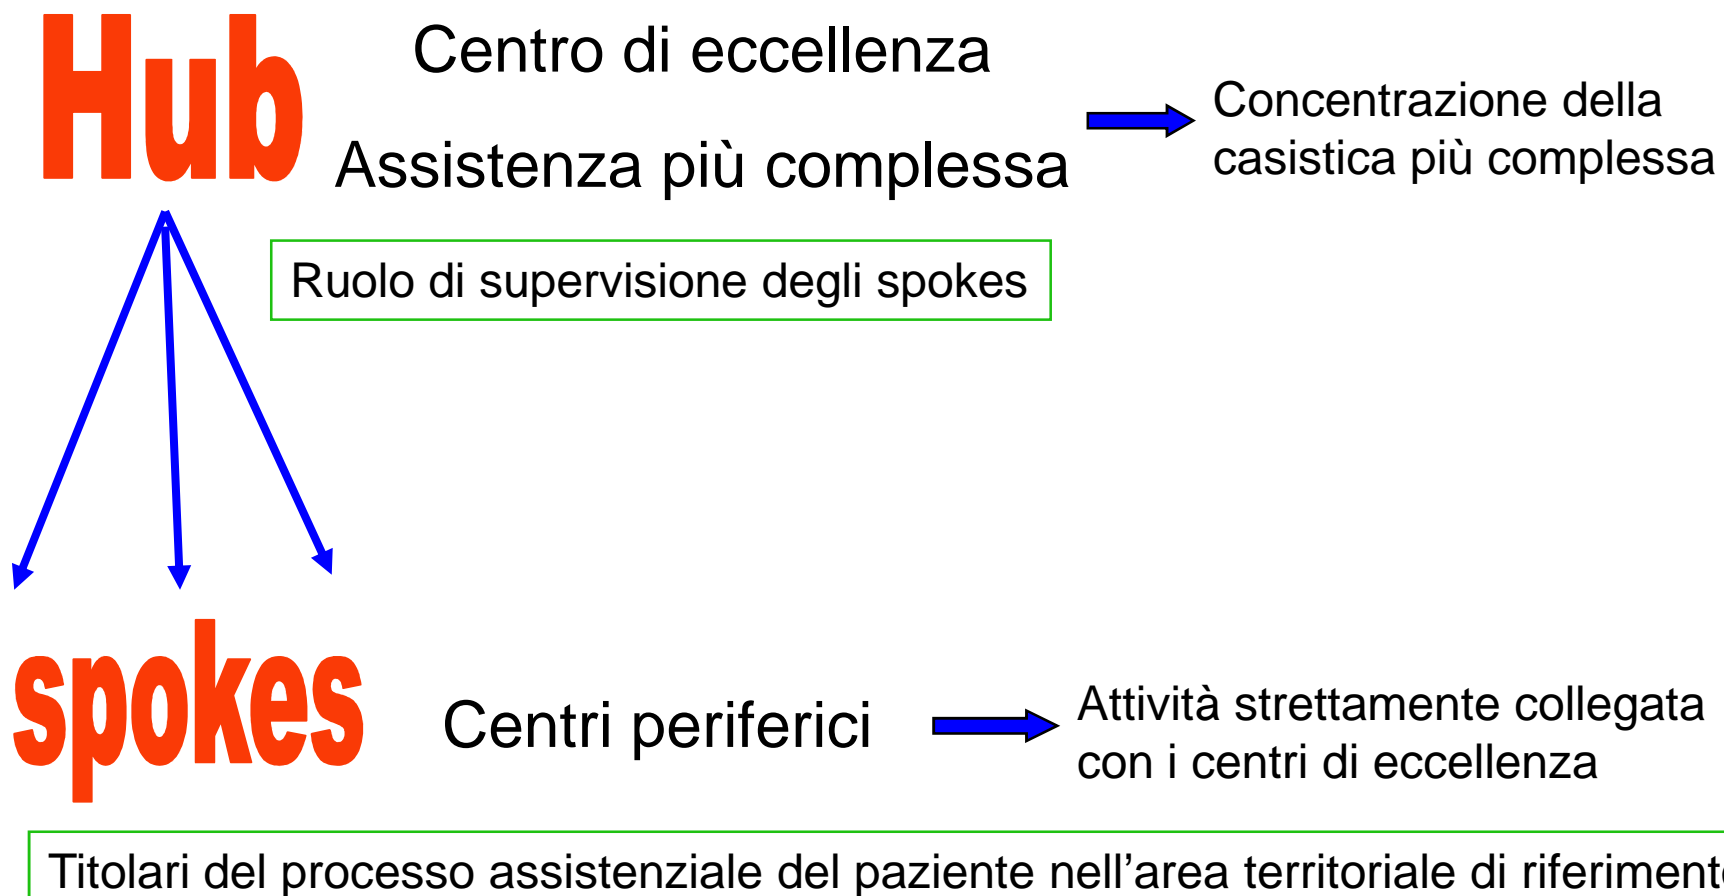 Hub
Centro di eccellenza
Assistenza più complessa
Concentrazione della
casistica più complessa
Ruolo di supervisione degli spokes
spokes
Centri periferici
Attività strettamente collegata
con i centri di eccellenza
Titolari del processo assistenziale del paziente nell’area territoriale di riferimento